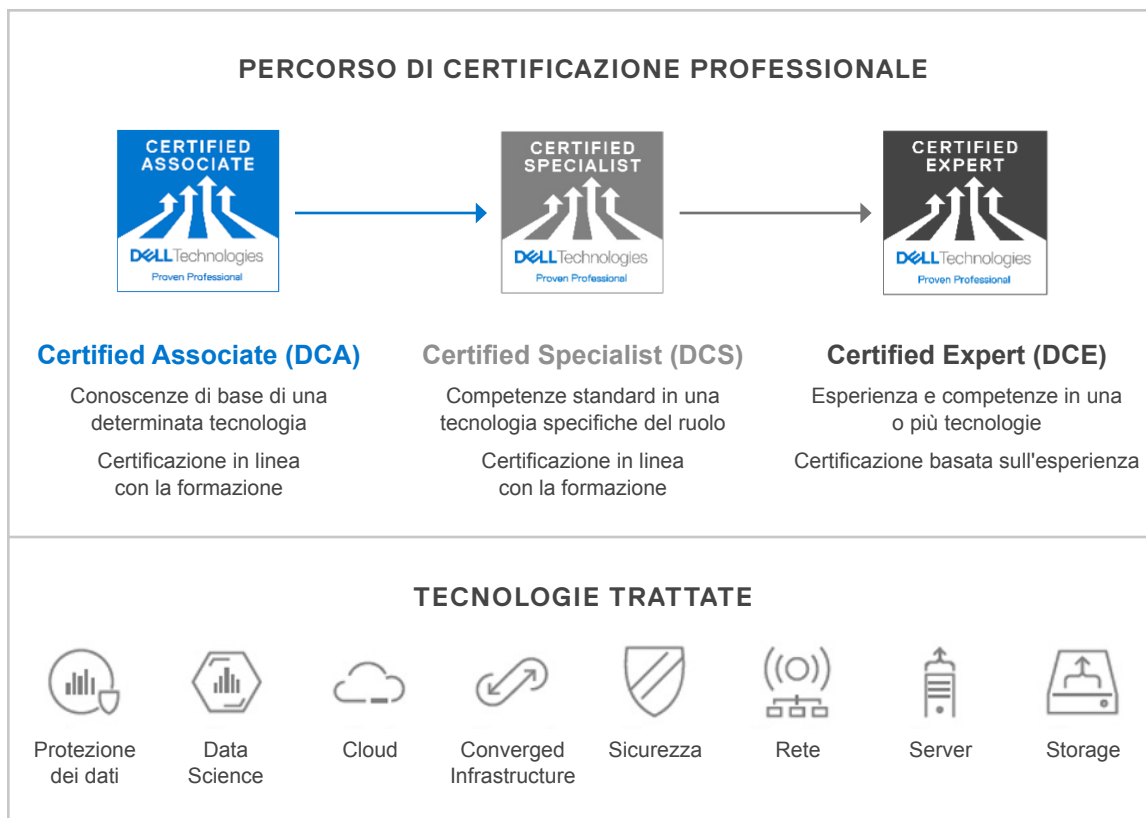 PERCORSO DI CERTIFICAZIONE PROFESSIONALE
CERTIFIED
ASSOCIATE
DELLTechnologies
Proven Professional
CERTIFIED
SPECIALIST
DELLTechnologies
Proven Professional
CERTIFIED
EXPERT
DELLTechnologies
Proven Professional
Certified Associate (DCA)
Conoscenze di base di una
determinata tecnologia
Certificazione in linea
con la formazione
Certified Specialist (DCS)
Competenze standard in una
tecnologia specifiche del ruolo
Certificazione in linea
con la formazione
Certified Expert (DCE)
Esperienza e competenze in una
o più tecnologie
Certificazione basata sull'esperienza
TECNOLOGIE TRATTATE
Protezione
dei dati
Data
Science
Cloud
Converged
Infrastructure
Sicurezza
Rete
Server
Storage